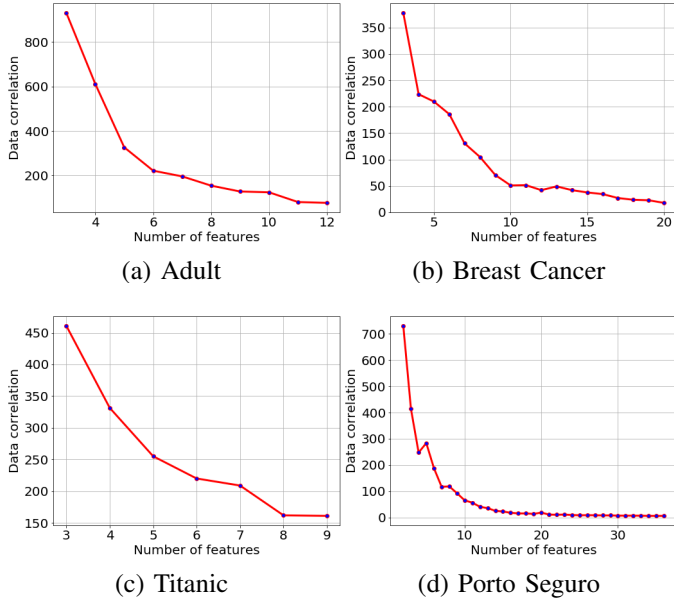 800
600
400
200
Data correlation
4 6 8 10 12
Number of features
(a) Adult
350
300
250
200
150
100
50
0
Data correlation
5 10 15 20
Number of features
(b) Breast Cancer
450
400
350
300
250
200
150
Data correlation
3 4 5 6 7 8 9
Number of features
(c) Titanic
700
600
500
400
300
200
100
0
Data correlation
10 20 30
Number of features
(d) Porto Seguro